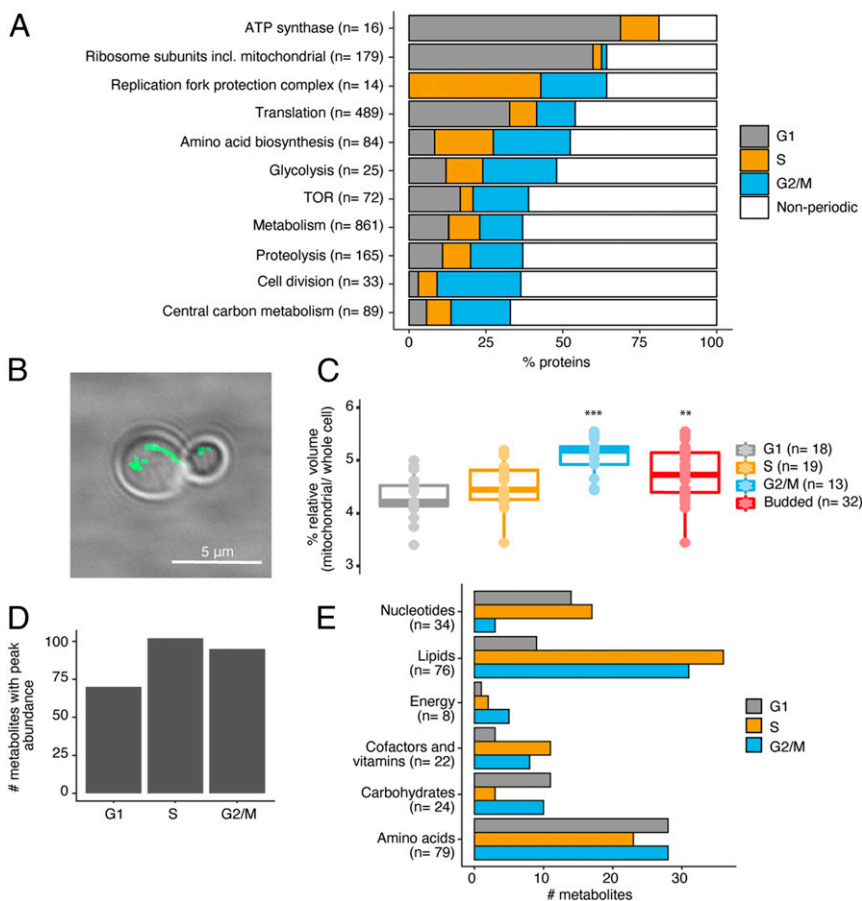 A
ATP synthase (n= 16)
Ribosome subunits incl. mitochondrial (n= 179)
Replication fork protection complex (n= 14)
Translation (n= 489)
Amino acid biosynthesis (n= 84)
Glycolysis (n= 25)
TOR (n= 72)
Metabolism (n= 861)
Proteolysis (n= 165)
Cell division (n= 33)
Central carbon metabolism (n= 89)
0 25 50 75 100
% proteins
G1
S
G2/M
Non-periodic
B
5 μm
C
% relative volume
(mitochondrial/ whole cell)
6
5
4
3
*** **
G1 (n= 18)
S (n= 19)
G2/M (n= 13)
Budded (n= 32)
D
# metabolites with peak
abundance
100
75
50
25
0
G1 S G2/M
E
Nucleotides
(n= 34)
Lipids
(n= 76)
Energy
(n= 8)
Cofactors and
vitamins (n= 22)
Carbohydrates
(n= 24)
Amino acids
(n= 79)
0 10 20 30
# metabolites
G1
S
G2/M